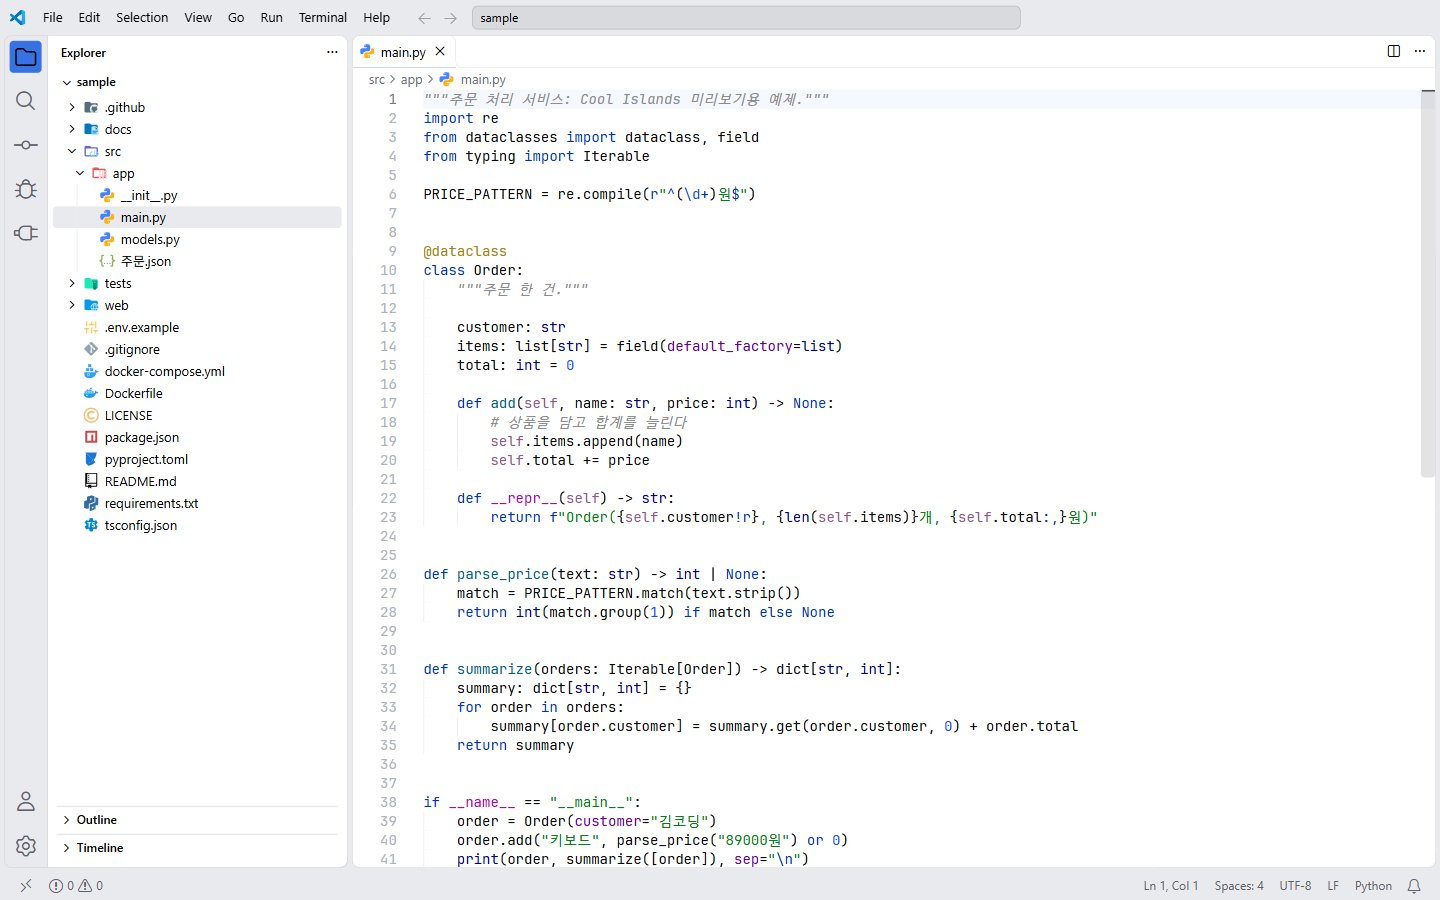 File Edit Selection View Go Run Terminal Help
sample
Explorer
sample
.github
docs
src
app
__init__.py
main.py
models.py
주문.json
tests
web
.env.example
.gitignore
docker-compose.yml
Dockerfile
LICENSE
package.json
pyproject.toml
README.md
requirements.txt
tsconfig.json
Outline
Timeline
main.py
src > app > main.py
1 """주문 처리 서비스: Cool Islands 미리보기용 예제."""
2 import re
3 from dataclasses import dataclass, field
4 from typing import Iterable
5
6 PRICE_PATTERN = re.compile(r"^(\d+)원$")
7
8
9 @dataclass
10 class Order:
11     """주문 한 건."""
12
13     customer: str
14     items: list[str] = field(default_factory=list)
15     total: int = 0
16
17     def add(self, name: str, price: int) -> None:
18         # 상품을 담고 합계를 늘린다
19         self.items.append(name)
20         self.total += price
21
22     def __repr__(self) -> str:
23         return f"Order({self.customer!r}, {len(self.items)}개, {self.total:,}원)"
24
25
26 def parse_price(text: str) -> int | None:
27     match = PRICE_PATTERN.match(text.strip())
28     return int(match.group(1)) if match else None
29
30
31 def summarize(orders: Iterable[Order]) -> dict[str, int]:
32     summary: dict[str, int] = {}
33     for order in orders:
34         summary[order.customer] = summary.get(order.customer, 0) + order.total
35     return summary
36
37
38 if __name__ == "__main__":
39     order = Order(customer="김코딩")
40     order.add("키보드", parse_price("89000원") or 0)
41     print(order, summarize([order]), sep="\n")
0 0
Ln 1, Col 1 Spaces: 4 UTF-8 LF Python